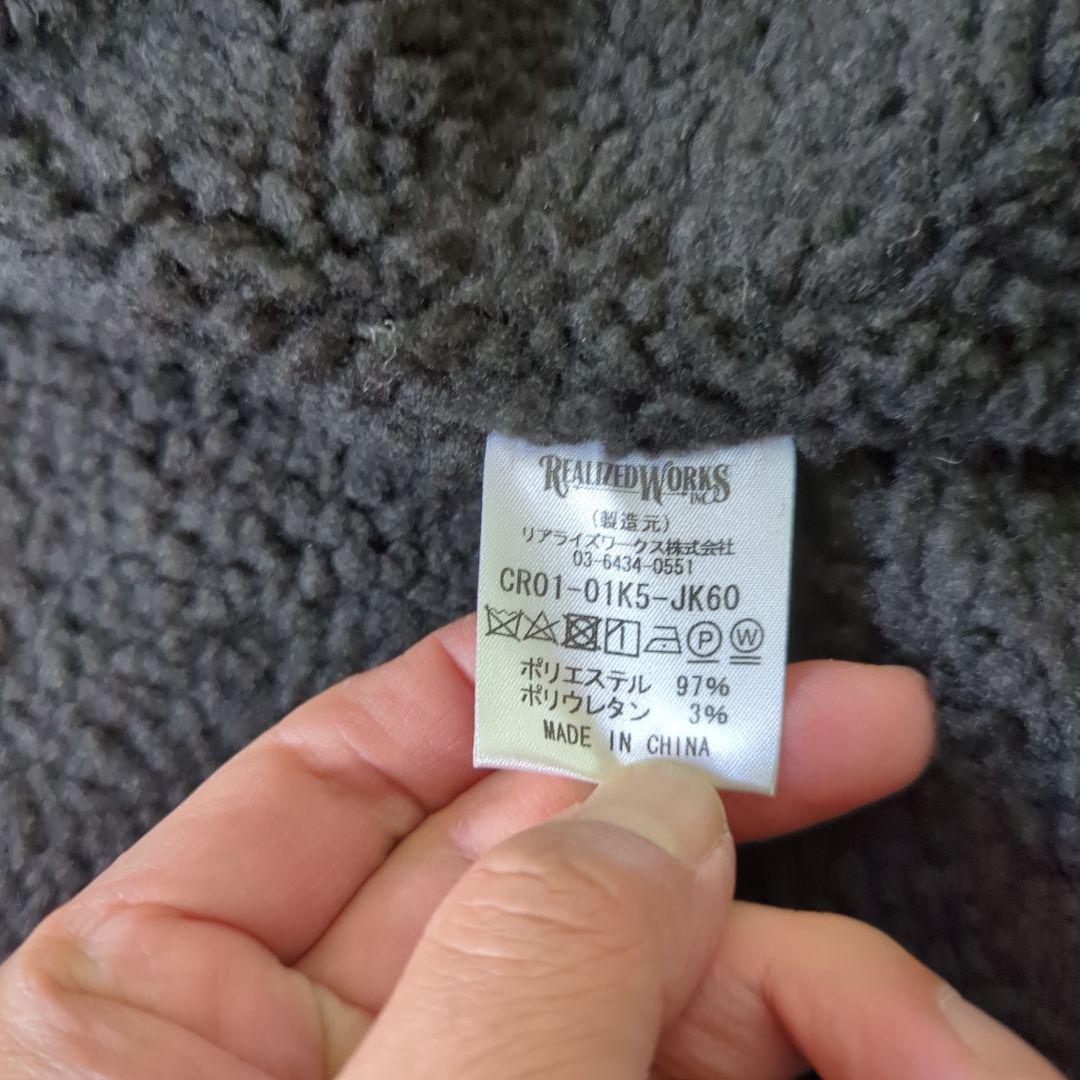 REALIZED WORKS
INC.
(製造元)
リアライズワークス株式会社
03-6434-0551
CR01-01K5-JK60
P W
ポリエステル 97%
ポリウレタン 3%
MADE IN CHINA